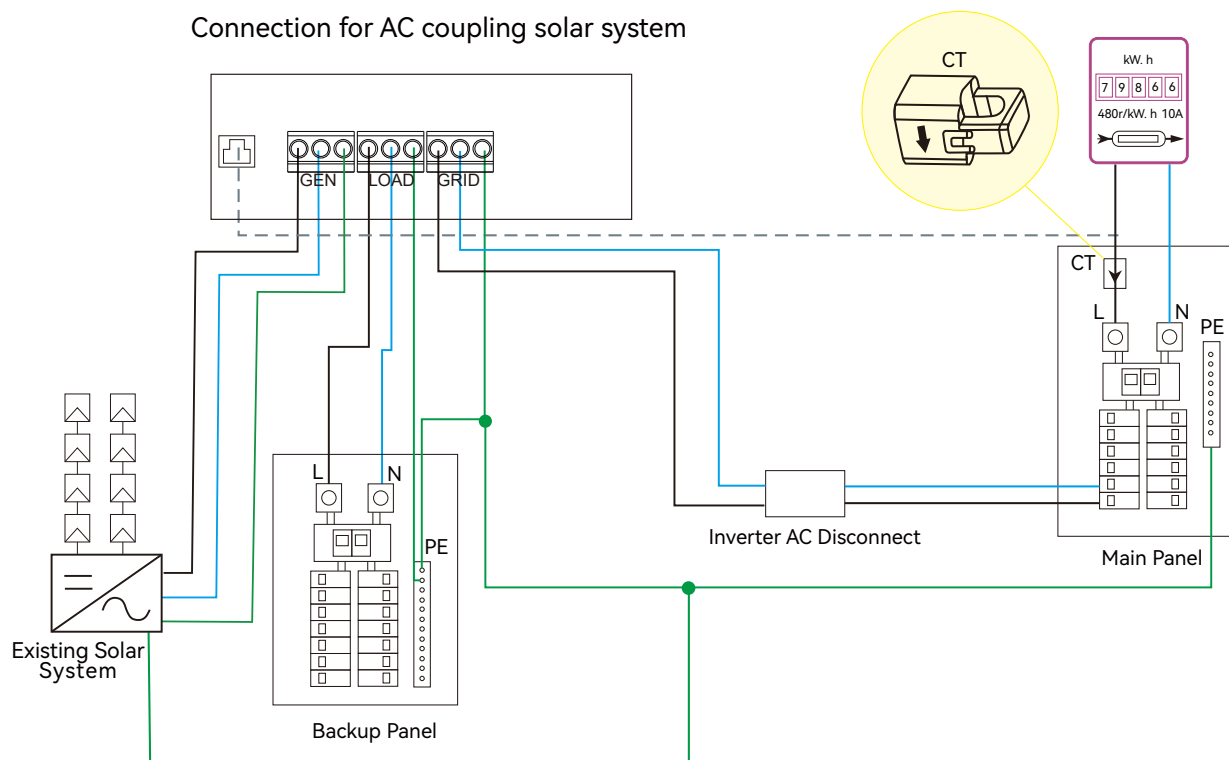 Connection for AC coupling solar system
CT
kW. h
7 9 8 6 6
480r/kW. h 10A
GEN
LOAD
GRID
CT
L
N
PE
L
N
PE
Inverter AC Disconnect
Main Panel
Existing Solar
System
Backup Panel